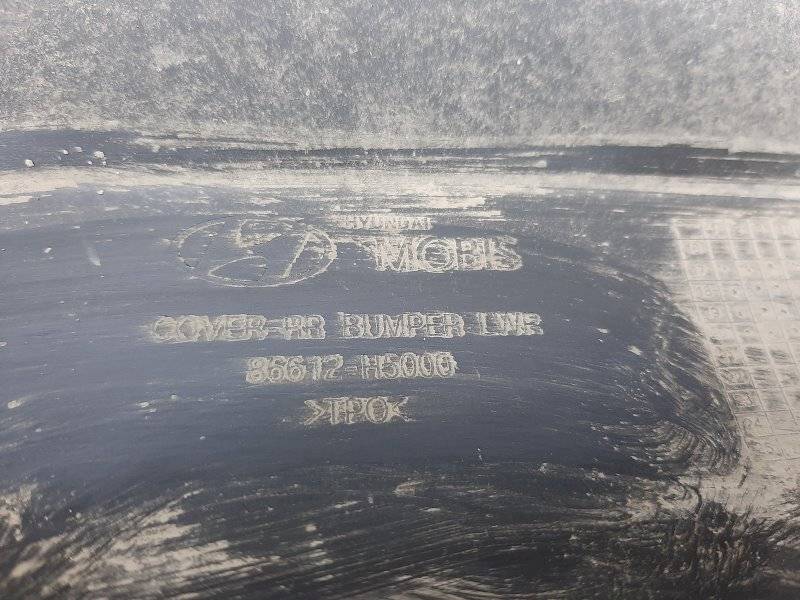 HYUNDAI
MOBIS
COVER-RR BUMPER LWR
86612-H5000
>TPO<